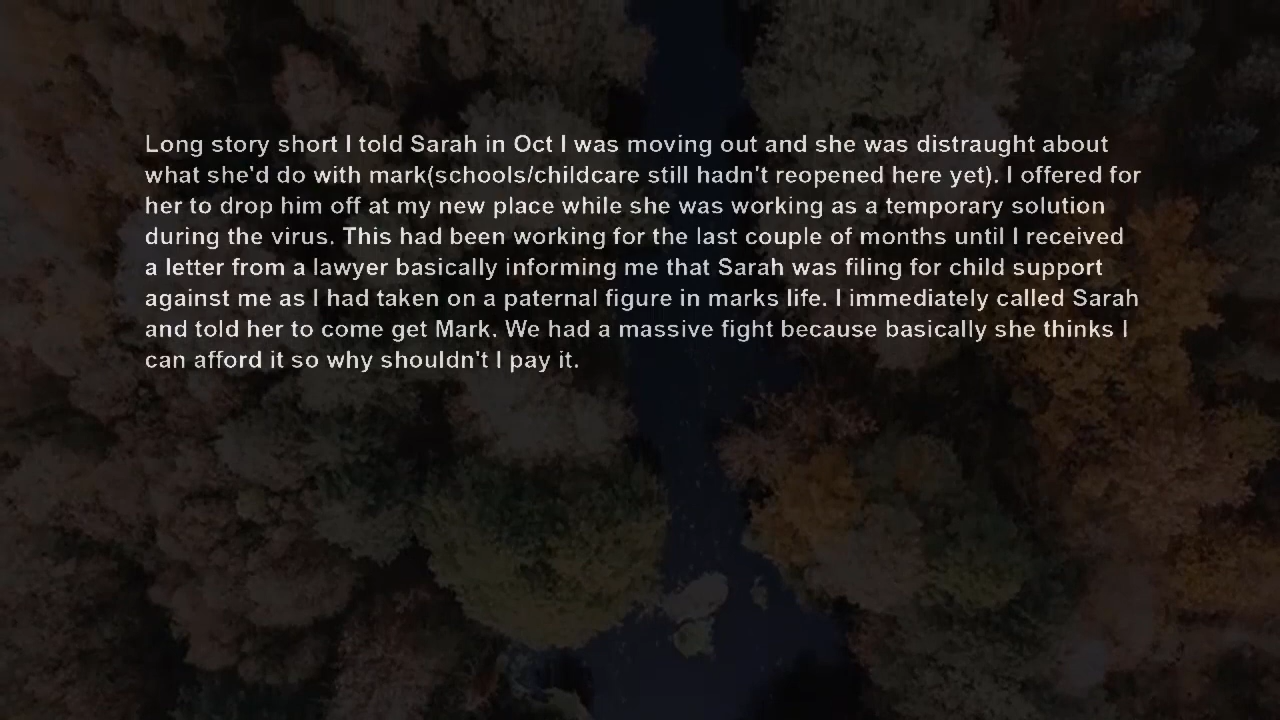 Long story short I told Sarah in Oct I was moving out and she was distraught about
what she'd do with mark(schools/childcare still hadn't reopened here yet). I offered for
her to drop him off at my new place while she was working as a temporary solution
during the virus. This had been working for the last couple of months until I received
a letter from a lawyer basically informing me that Sarah was filing for child support
against me as I had taken on a paternal figure in marks life. I immediately called Sarah
and told her to come get Mark. We had a massive fight because basically she thinks I
can afford it so why shouldn't I pay it.